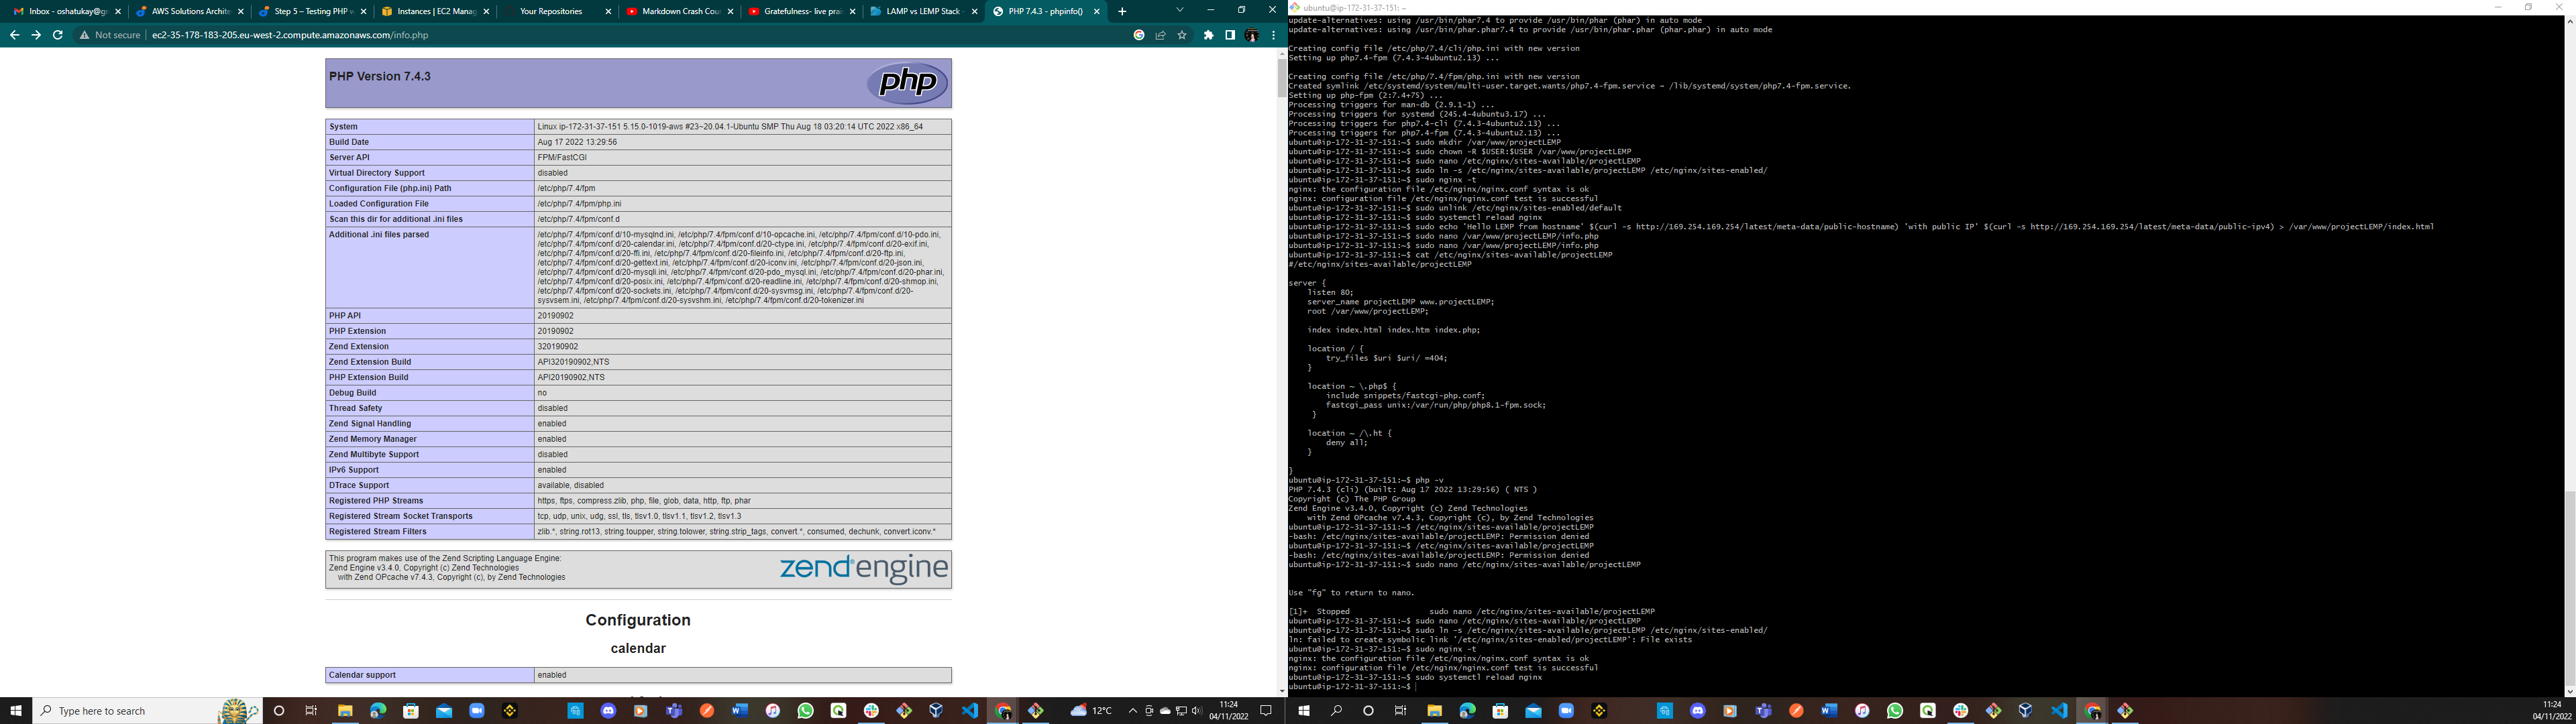 Inbox - oshatukay@gm
AWS Solutions Archite
Step 5 – Testing PHP w
Instances | EC2 Manag
Your Repositories
Markdown Crash Cou
Gratefulness- live prai
LAMP vs LEMP Stack -
PHP 7.4.3 - phpinfo()
Not secure | ec2-35-178-183-205.eu-west-2.compute.amazonaws.com/info.php
PHP Version 7.4.3
php
System Linux ip-172-31-37-151 5.15.0-1019-aws #23~20.04.1-Ubuntu SMP Thu Aug 18 03:20:14 UTC 2022 x86_64
Build Date Aug 17 2022 13:29:56
Server API FPM/FastCGI
Virtual Directory Support disabled
Configuration File (php.ini) Path /etc/php/7.4/fpm
Loaded Configuration File /etc/php/7.4/fpm/php.ini
Scan this dir for additional .ini files /etc/php/7.4/fpm/conf.d
Additional .ini files parsed /etc/php/7.4/fpm/conf.d/10-mysqlnd.ini, /etc/php/7.4/fpm/conf.d/10-opcache.ini, /etc/php/7.4/fpm/conf.d/10-pdo.ini,
/etc/php/7.4/fpm/conf.d/20-calendar.ini, /etc/php/7.4/fpm/conf.d/20-ctype.ini, /etc/php/7.4/fpm/conf.d/20-exif.ini,
/etc/php/7.4/fpm/conf.d/20-ffi.ini, /etc/php/7.4/fpm/conf.d/20-fileinfo.ini, /etc/php/7.4/fpm/conf.d/20-ftp.ini,
/etc/php/7.4/fpm/conf.d/20-gettext.ini, /etc/php/7.4/fpm/conf.d/20-iconv.ini, /etc/php/7.4/fpm/conf.d/20-json.ini,
/etc/php/7.4/fpm/conf.d/20-mysqli.ini, /etc/php/7.4/fpm/conf.d/20-pdo_mysql.ini, /etc/php/7.4/fpm/conf.d/20-phar.ini,
/etc/php/7.4/fpm/conf.d/20-posix.ini, /etc/php/7.4/fpm/conf.d/20-readline.ini, /etc/php/7.4/fpm/conf.d/20-shmop.ini,
/etc/php/7.4/fpm/conf.d/20-sockets.ini, /etc/php/7.4/fpm/conf.d/20-sysvmsg.ini, /etc/php/7.4/fpm/conf.d/20-
sysvsem.ini, /etc/php/7.4/fpm/conf.d/20-sysvshm.ini, /etc/php/7.4/fpm/conf.d/20-tokenizer.ini
PHP API 20190902
PHP Extension 20190902
Zend Extension 320190902
Zend Extension Build API320190902,NTS
PHP Extension Build API20190902,NTS
Debug Build no
Thread Safety disabled
Zend Signal Handling enabled
Zend Memory Manager enabled
Zend Multibyte Support disabled
IPv6 Support enabled
DTrace Support available, disabled
Registered PHP Streams https, ftps, compress.zlib, php, file, glob, data, http, ftp, phar
Registered Stream Socket Transports tcp, udp, unix, udg, ssl, tls, tlsv1.0, tlsv1.1, tlsv1.2, tlsv1.3
Registered Stream Filters zlib.*, string.rot13, string.toupper, string.tolower, string.strip_tags, convert.*, consumed, dechunk, convert.iconv.*
This program makes use of the Zend Scripting Language Engine:
Zend Engine v3.4.0, Copyright (c) Zend Technologies
with Zend OPcache v7.4.3, Copyright (c), by Zend Technologies
zend engine
Configuration
calendar
Calendar support enabled
Type here to search
12°C
11:24
04/11/2022
ubuntu@ip-172-31-37-151: ~
update-alternatives: using /usr/bin/phar7.4 to provide /usr/bin/phar (phar) in auto mode
update-alternatives: using /usr/bin/phar.phar7.4 to provide /usr/bin/phar.phar (phar.phar) in auto mode
Creating config file /etc/php/7.4/cli/php.ini with new version
Setting up php7.4-fpm (7.4.3-4ubuntu2.13) ...
Creating config file /etc/php/7.4/fpm/php.ini with new version
Created symlink /etc/systemd/system/multi-user.target.wants/php7.4-fpm.service → /lib/systemd/system/php7.4-fpm.service.
Setting up php-fpm (2:7.4+75) ...
Processing triggers for man-db (2.9.1-1) ...
Processing triggers for systemd (245.4-4ubuntu3.17) ...
Processing triggers for php7.4-cli (7.4.3-4ubuntu2.13) ...
Processing triggers for php7.4-fpm (7.4.3-4ubuntu2.13) ...
ubuntu@ip-172-31-37-151:~$ sudo mkdir /var/www/projectLEMP
ubuntu@ip-172-31-37-151:~$ sudo chown -R $USER:$USER /var/www/projectLEMP
ubuntu@ip-172-31-37-151:~$ sudo nano /etc/nginx/sites-available/projectLEMP
ubuntu@ip-172-31-37-151:~$ sudo ln -s /etc/nginx/sites-available/projectLEMP /etc/nginx/sites-enabled/
ubuntu@ip-172-31-37-151:~$ sudo nginx -t
nginx: the configuration file /etc/nginx/nginx.conf syntax is ok
nginx: configuration file /etc/nginx/nginx.conf test is successful
ubuntu@ip-172-31-37-151:~$ sudo unlink /etc/nginx/sites-enabled/default
ubuntu@ip-172-31-37-151:~$ sudo systemctl reload nginx
ubuntu@ip-172-31-37-151:~$ sudo echo 'Hello LEMP from hostname' $(curl -s http://169.254.169.254/latest/meta-data/public-hostname) 'with public IP' $(curl -s http://169.254.169.254/latest/meta-data/public-ipv4) > /var/www/projectLEMP/index.html
ubuntu@ip-172-31-37-151:~$ sudo nano /var/www/projectLEMP/info.php
ubuntu@ip-172-31-37-151:~$ sudo nano /var/www/projectLEMP/info.php
ubuntu@ip-172-31-37-151:~$ cat /etc/nginx/sites-available/projectLEMP
#/etc/nginx/sites-available/projectLEMP
server {
listen 80;
server_name projectLEMP www.projectLEMP;
root /var/www/projectLEMP;
index index.html index.htm index.php;
location / {
try_files $uri $uri/ =404;
}
location ~ \.php$ {
include snippets/fastcgi-php.conf;
fastcgi_pass unix:/var/run/php/php8.1-fpm.sock;
}
location ~ /\.ht {
deny all;
}
}
ubuntu@ip-172-31-37-151:~$ php -v
PHP 7.4.3 (cli) (built: Aug 17 2022 13:29:56) ( NTS )
Copyright (c) The PHP Group
Zend Engine v3.4.0, Copyright (c) Zend Technologies
with Zend OPcache v7.4.3, Copyright (c), by Zend Technologies
ubuntu@ip-172-31-37-151:~$ /etc/nginx/sites-available/projectLEMP
-bash: /etc/nginx/sites-available/projectLEMP: Permission denied
ubuntu@ip-172-31-37-151:~$ /etc/nginx/sites-available/projectLEMP
-bash: /etc/nginx/sites-available/projectLEMP: Permission denied
ubuntu@ip-172-31-37-151:~$ sudo nano /etc/nginx/sites-available/projectLEMP
Use "fg" to return to nano.
[1]+ Stopped sudo nano /etc/nginx/sites-available/projectLEMP
ubuntu@ip-172-31-37-151:~$ sudo nano /etc/nginx/sites-available/projectLEMP
ubuntu@ip-172-31-37-151:~$ sudo ln -s /etc/nginx/sites-available/projectLEMP /etc/nginx/sites-enabled/
ln: failed to create symbolic link '/etc/nginx/sites-enabled/projectLEMP': File exists
ubuntu@ip-172-31-37-151:~$ sudo nginx -t
nginx: the configuration file /etc/nginx/nginx.conf syntax is ok
nginx: configuration file /etc/nginx/nginx.conf test is successful
ubuntu@ip-172-31-37-151:~$ sudo systemctl reload nginx
ubuntu@ip-172-31-37-151:~$
11:24
04/11/2022